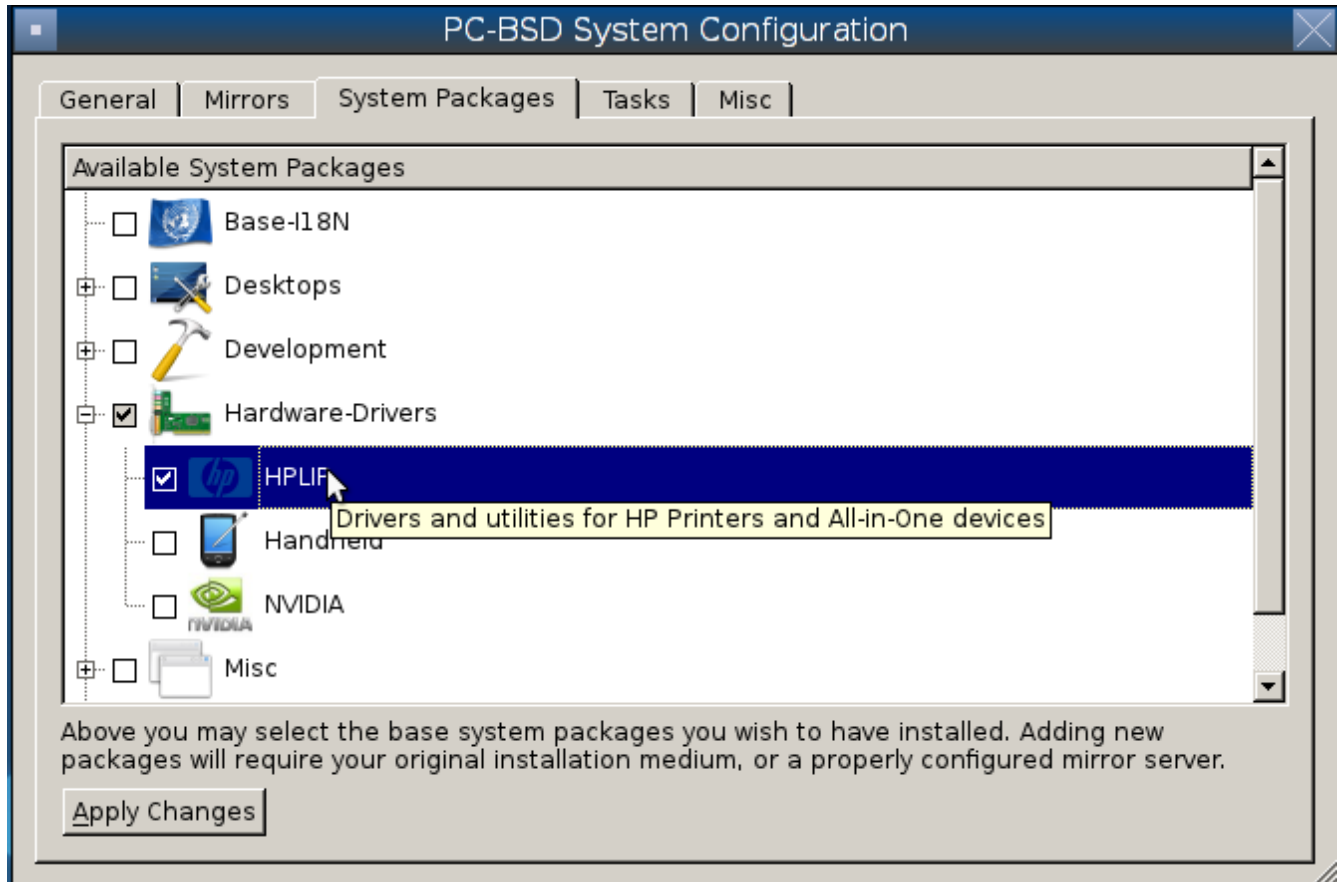 PC-BSD System Configuration
General Mirrors System Packages Tasks Misc
Available System Packages
Base-I18N
Desktops
Development
Hardware-Drivers
hp HPLIP
Drivers and utilities for HP Printers and All-in-One devices
Handheld
NVIDIA NVIDIA
Misc
Above you may select the base system packages you wish to have installed. Adding new
packages will require your original installation medium, or a properly configured mirror server.
Apply Changes